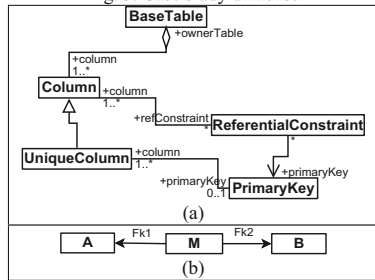 BaseTable
+ownerTable
+column
1..*
Column
+column
1..*
+refConstraint
*
ReferentialConstraint
*
UniqueColumn
+column
1..*
+primaryKey
0..1
+primaryKey
PrimaryKey
(a)
A
Fk1
M
Fk2
B
(b)